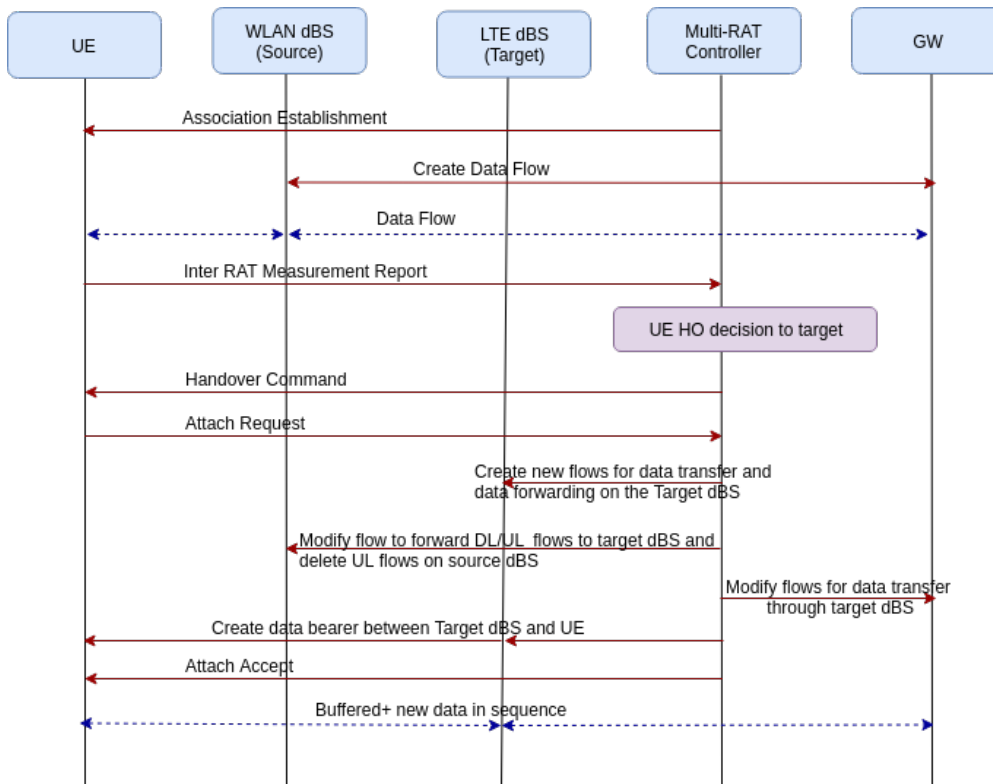 UE
WLAN dBS
(Source)
LTE dBS
(Target)
Multi-RAT
Controller
GW
Association Establishment
Create Data Flow
Data Flow
Inter RAT Measurement Report
UE HO decision to target
Handover Command
Attach Request
Create new flows for data transfer and
data forwarding on the Target dBS
Modify flow to forward DL/UL  flows to target dBS and
delete UL flows on source dBS
Modify flows for data transfer
through target dBS
Create data bearer between Target dBS and UE
Attach Accept
Buffered+ new data in sequence